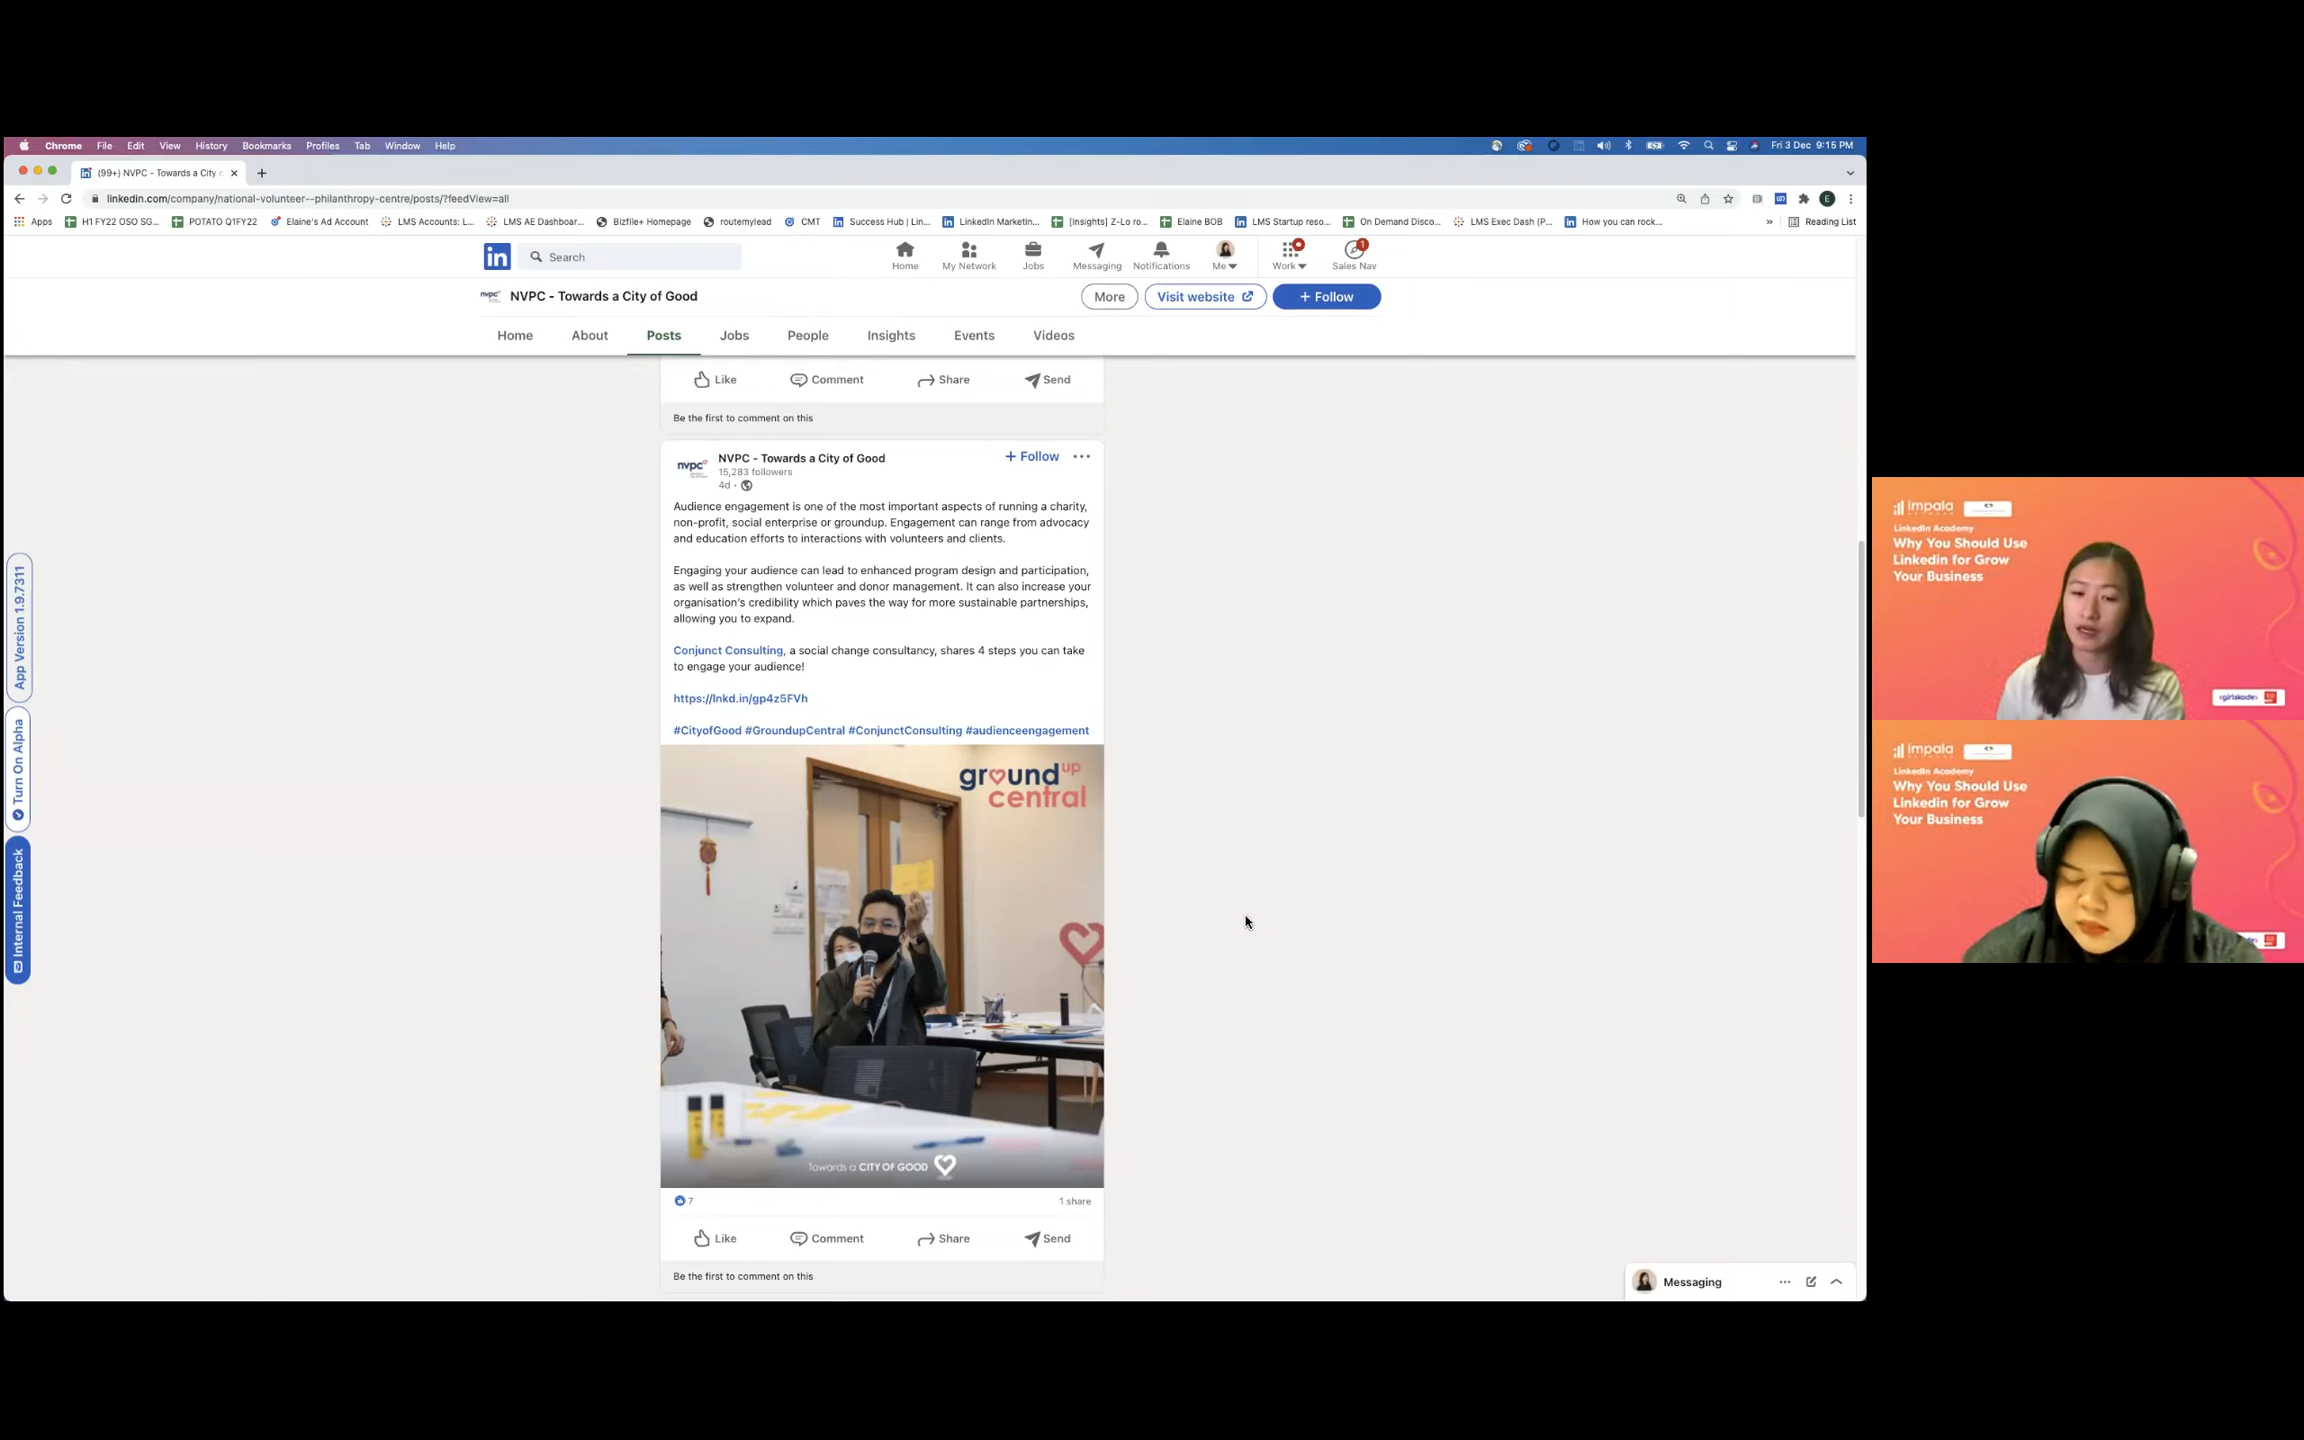 Chrome File Edit View History Bookmarks Profiles Tab Window Help
Fri 3 Dec 9:15 PM
(99+) NVPC - Towards a City
linkedin.com/company/national-volunteer--philanthropy-centre/posts/?feedView=all
E
Apps H1 FY22 OSO SG... POTATO Q1FY22 Elaine's Ad Account LMS Accounts: L... LMS AE Dashboar... Bizfile+ Homepage routemylead CMT Success Hub | Lin... LinkedIn Marketin... [Insights] Z-Lo ro... Elaine BOB LMS Startup reso... On Demand Disco... LMS Exec Dash (P... How you can rock... » Reading List
in Search
Home My Network Jobs Messaging Notifications Me Work Sales Nav
1
nvpc NVPC - Towards a City of Good
More Visit website + Follow
Home About Posts Jobs People Insights Events Videos
Like Comment Share Send
Be the first to comment on this
nvpc
NVPC - Towards a City of Good
+ Follow
15,283 followers
4d •
Audience engagement is one of the most important aspects of running a charity,
non-profit, social enterprise or groundup. Engagement can range from advocacy
and education efforts to interactions with volunteers and clients.
Engaging your audience can lead to enhanced program design and participation,
as well as strengthen volunteer and donor management. It can also increase your
organisation's credibility which paves the way for more sustainable partnerships,
allowing you to expand.
Conjunct Consulting, a social change consultancy, shares 4 steps you can take
to engage your audience!
https://lnkd.in/gp4z5FVh
#CityofGood #GroundupCentral #ConjunctConsulting #audienceengagement
ground up
central
Towards a CITY OF GOOD
7
1 share
Like Comment Share Send
Be the first to comment on this
Messaging
App Version 1.9.7311
Turn On Alpha
Internal Feedback
impala
LinkedIn Academy
Why You Should Use
Linkedin for Grow
Your Business
girlskode
impala
LinkedIn Academy
Why You Should Use
Linkedin for Grow
Your Business